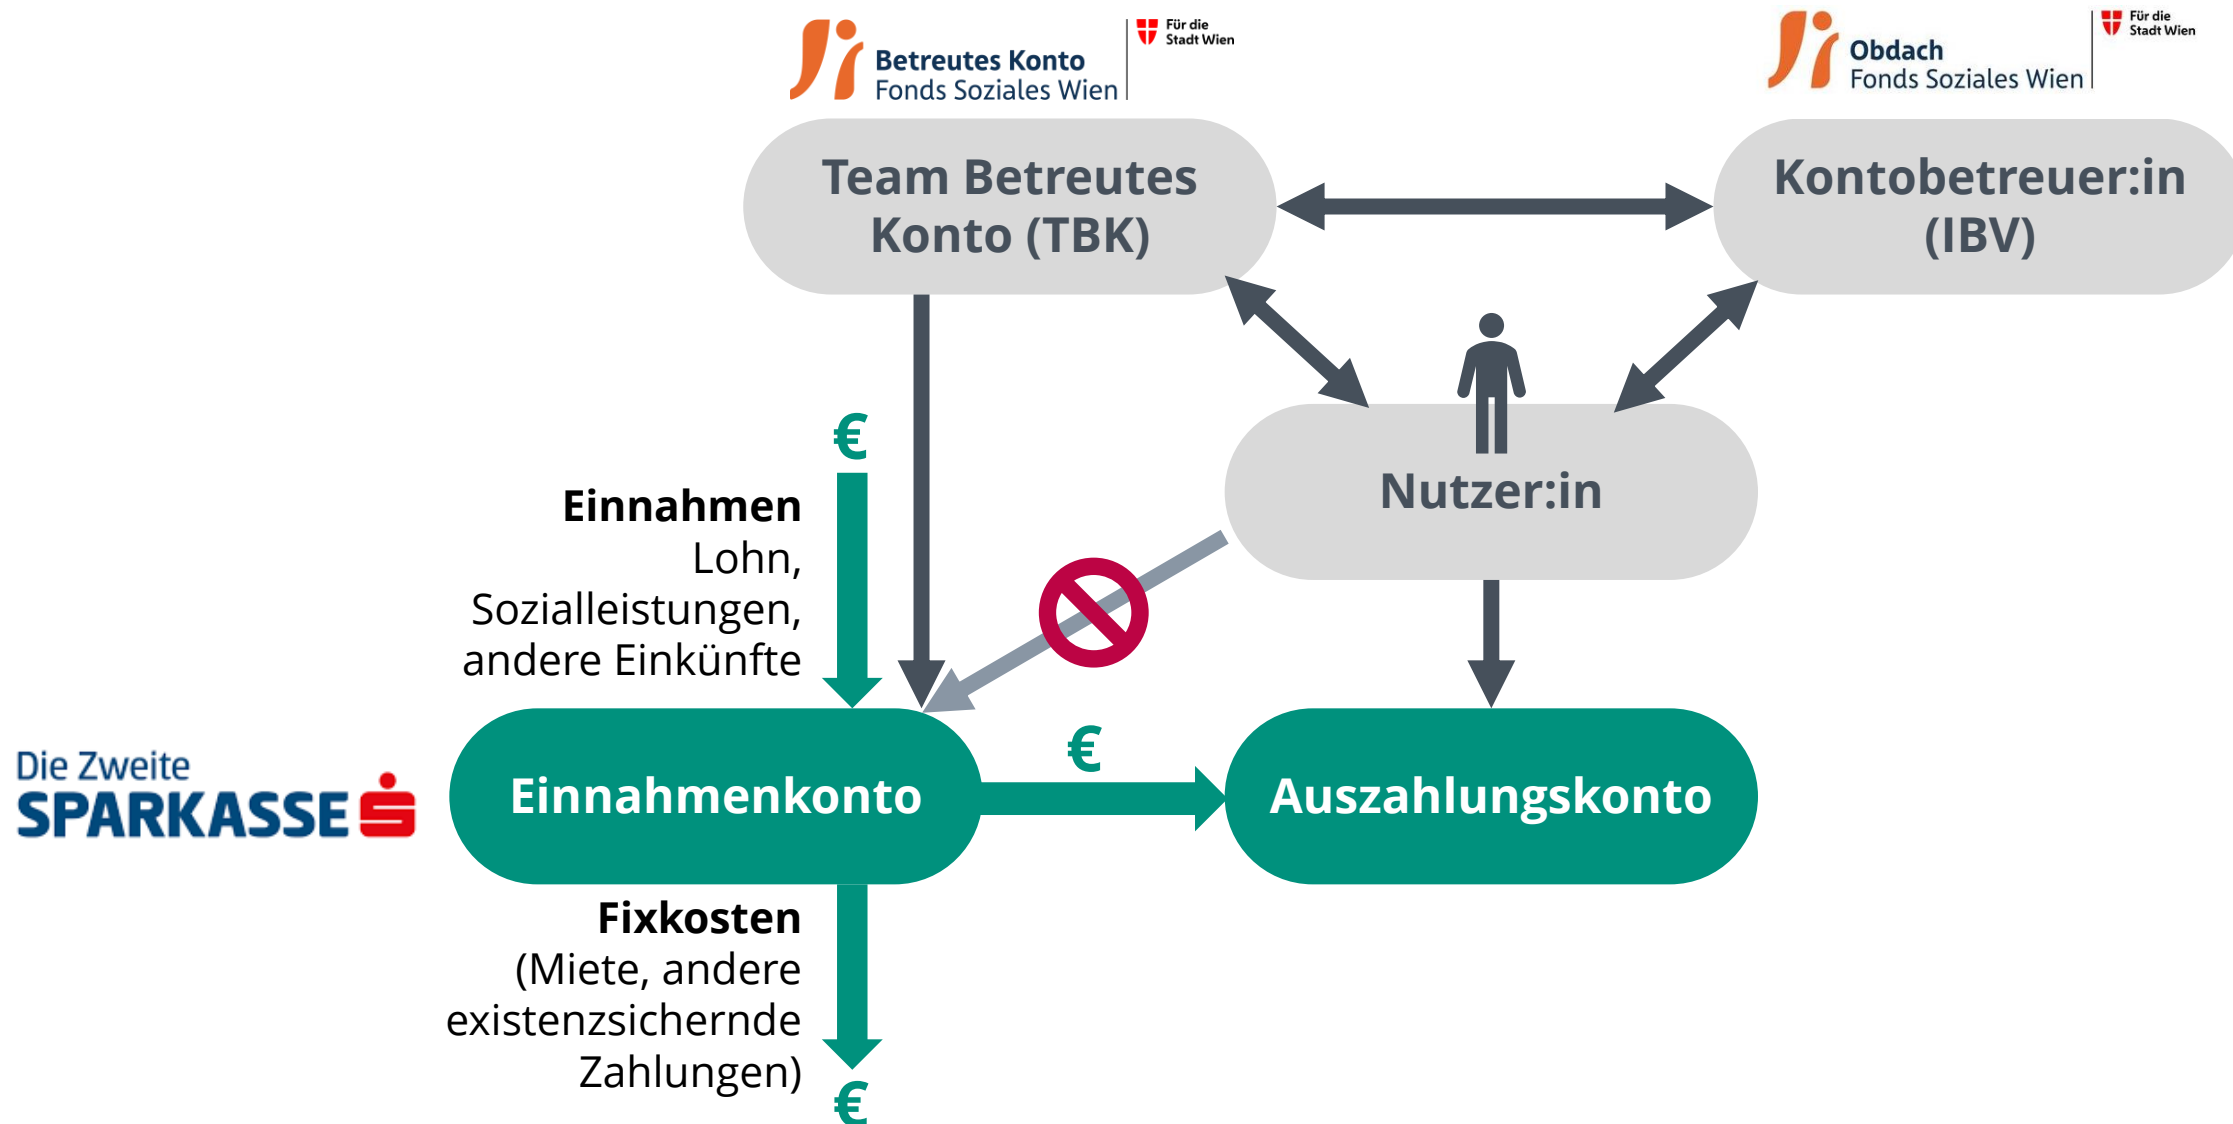 Betreutes Konto
Fonds Soziales Wien
Für die
Stadt Wien
Obdach
Fonds Soziales Wien
Für die
Stadt Wien
Team Betreutes
Konto (TBK)
Kontobetreuer:in
(IBV)
Nutzer:in
€
Einnahmen
Lohn,
Sozialleistungen,
andere Einkünfte
Die Zweite
SPARKASSE
Einnahmenkonto
€
Auszahlungskonto
Fixkosten
(Miete, andere
existenzsichernde
Zahlungen)
€